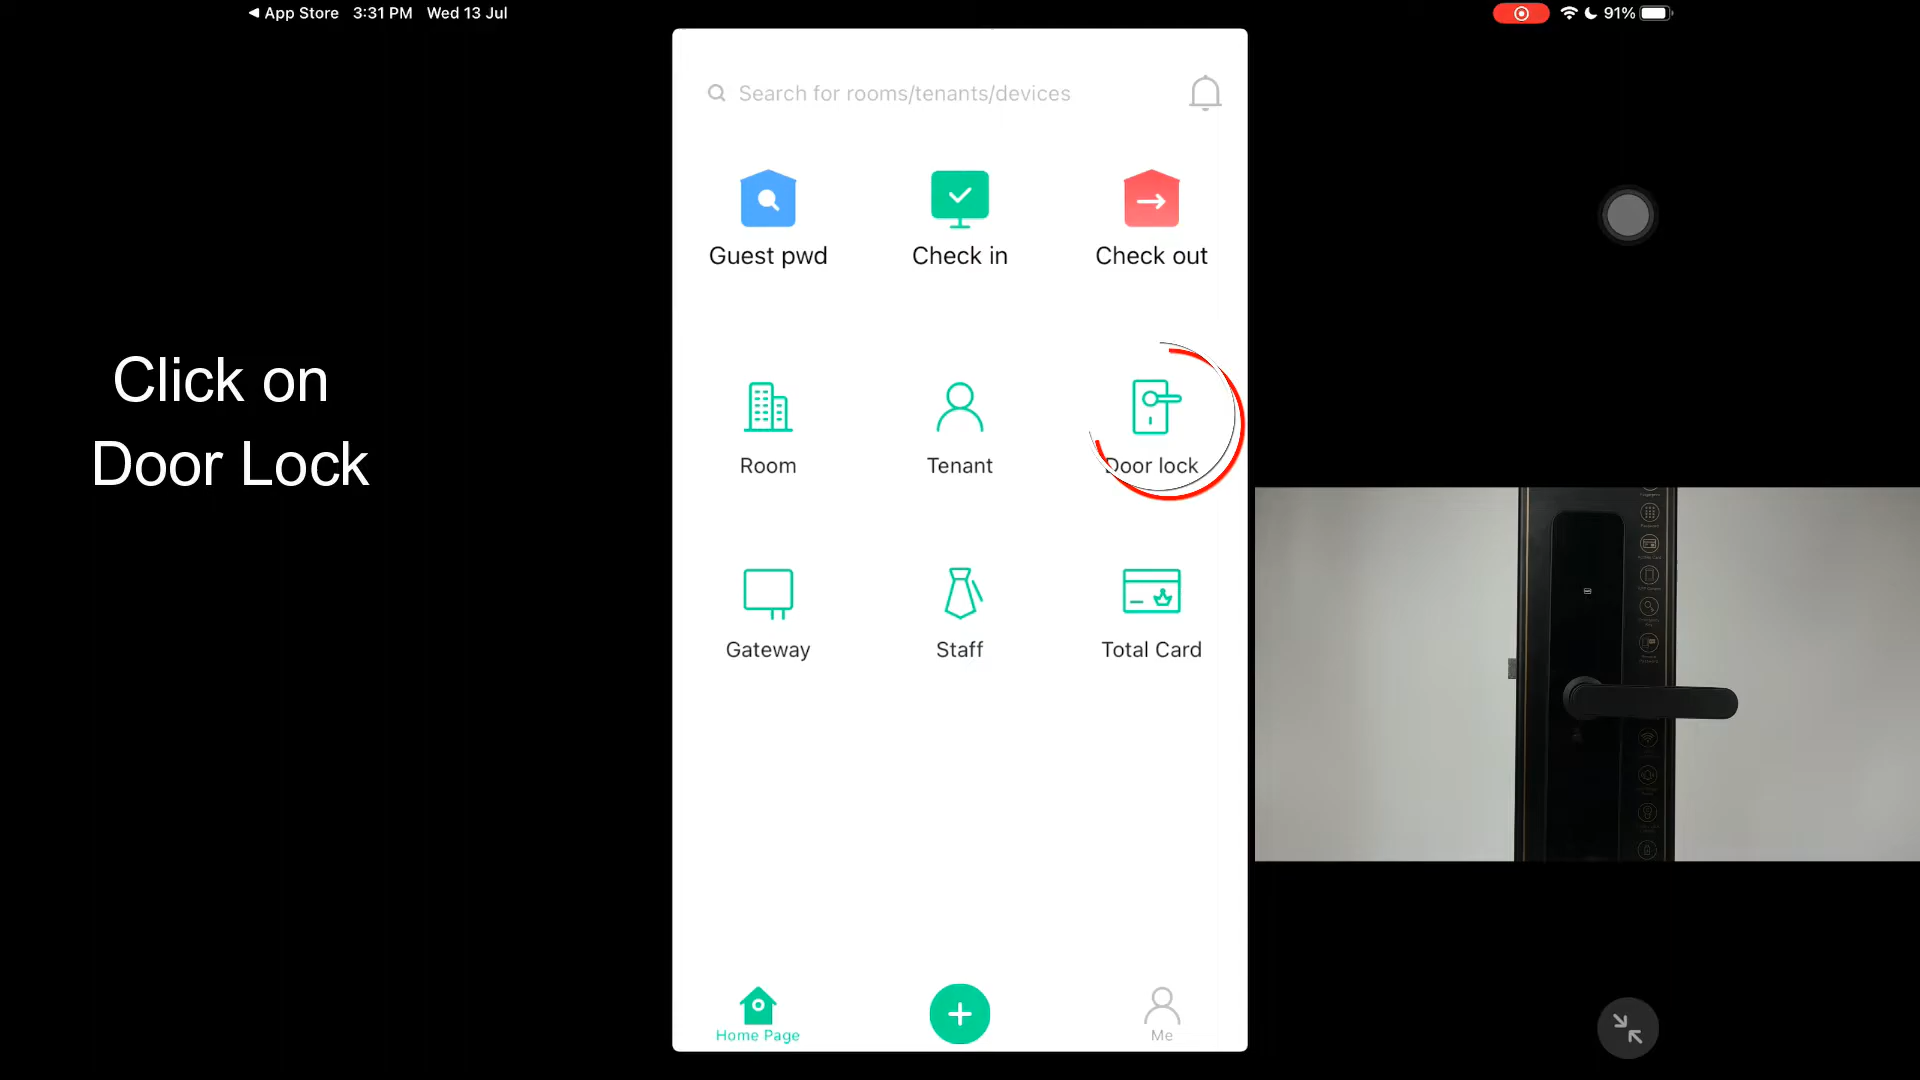 ◀ App Store 3:31 PM Wed 13 Jul
91%
Search for rooms/tenants/devices
Guest pwd
Check in
Check out
Click on
Door Lock
Room
Tenant
Door lock
Gateway
Staff
Total Card
Home Page
Me